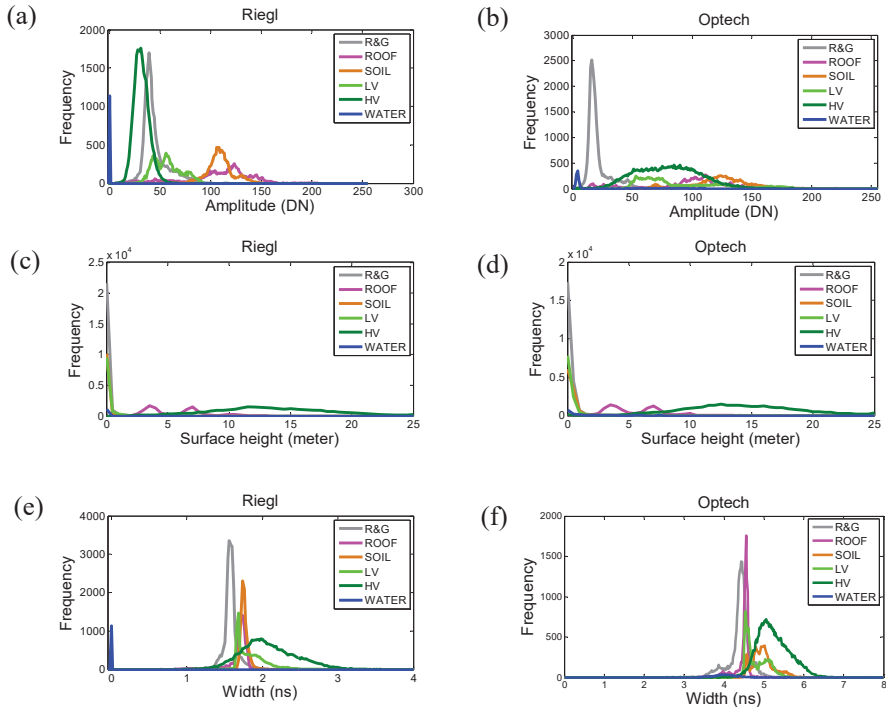 (a)
Riegl
2000
1500
1000
500
0
0 50 100 150 200 250 300
Frequency
Amplitude (DN)
R&G
ROOF
SOIL
LV
HV
WATER
(b)
Optech
3000
2500
2000
1500
1000
500
0
0 50 100 150 200 250
Frequency
Amplitude (DN)
R&G
ROOF
SOIL
LV
HV
WATER
(c)
Riegl
x 10^4
2.5
2
1.5
1
0.5
0
0 5 10 15 20 25
Frequency
Surface height (meter)
R&G
ROOF
SOIL
LV
HV
WATER
(d)
Optech
x 10^4
2
1.5
1
0.5
0
0 5 10 15 20 25
Frequency
Surface height (meter)
R&G
ROOF
SOIL
LV
HV
WATER
(e)
Riegl
4000
3000
2000
1000
0
0 1 2 3 4
Frequency
Width (ns)
R&G
ROOF
SOIL
LV
HV
WATER
(f)
Optech
2000
1500
1000
500
0
0 1 2 3 4 5 6 7 8
Frequency
Width (ns)
R&G
ROOF
SOIL
LV
HV
WATER